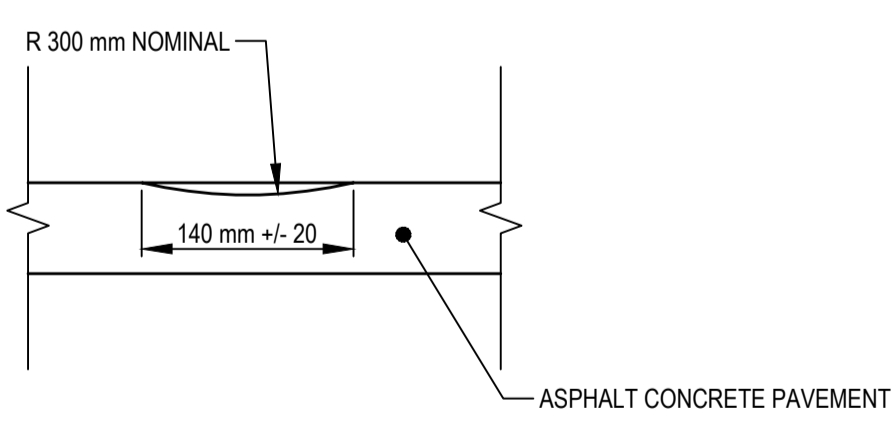 R 300 mm NOMINAL
140 mm +/- 20
ASPHALT CONCRETE PAVEMENT